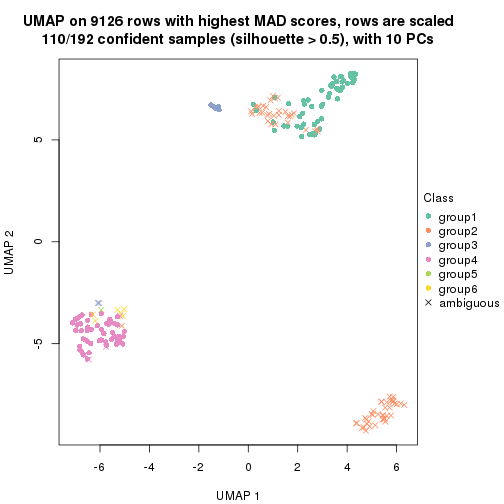 UMAP on 9126 rows with highest MAD scores, rows are scaled
110/192 confident samples (silhouette > 0.5), with 10 PCs
5
0
-5
UMAP 2
-6
-4
-2
0
2
4
6
UMAP 1
Class
group1
group2
group3
group4
group5
group6
ambiguous